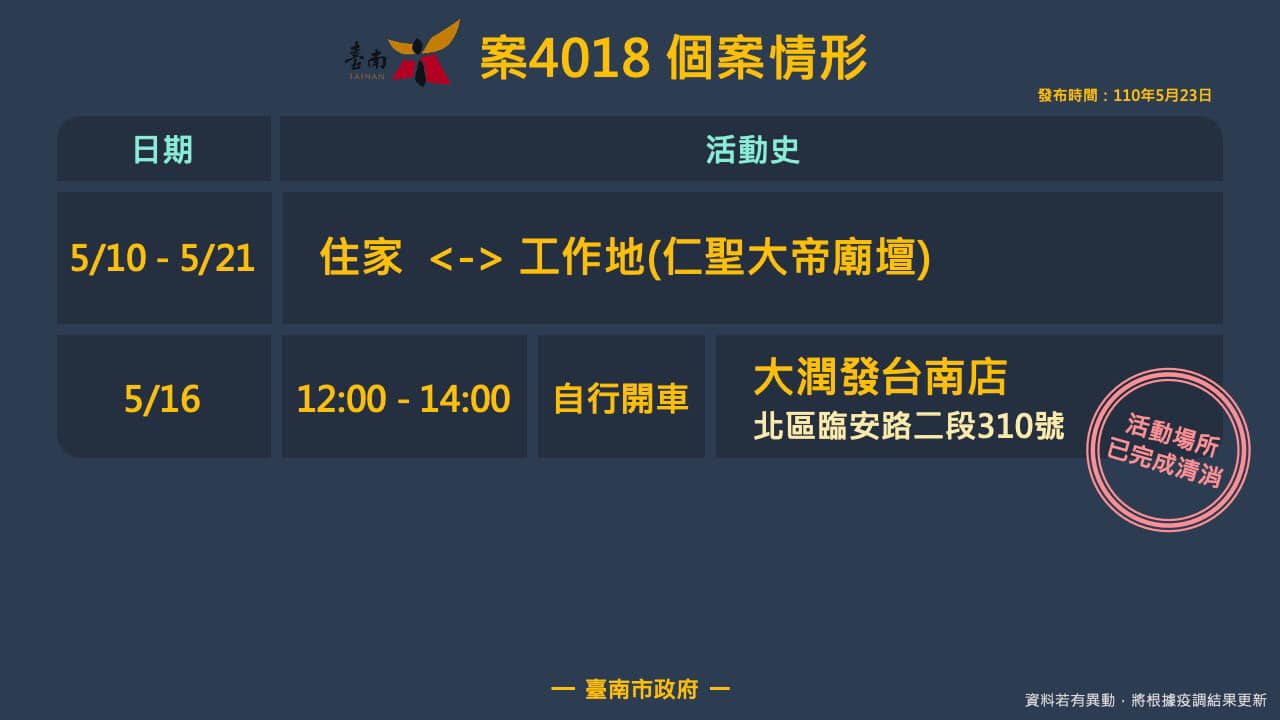 臺南
TAINAN
案4018 個案情形
發布時間：110年5月23日
日期
活動史
5/10 - 5/21
住家 <-> 工作地(仁聖大帝廟壇)
5/16
12:00 - 14:00
自行開車
大潤發台南店
北區臨安路二段310號
活動場所
已完成清消
— 臺南市政府 —
資料若有異動，將根據疫調結果更新